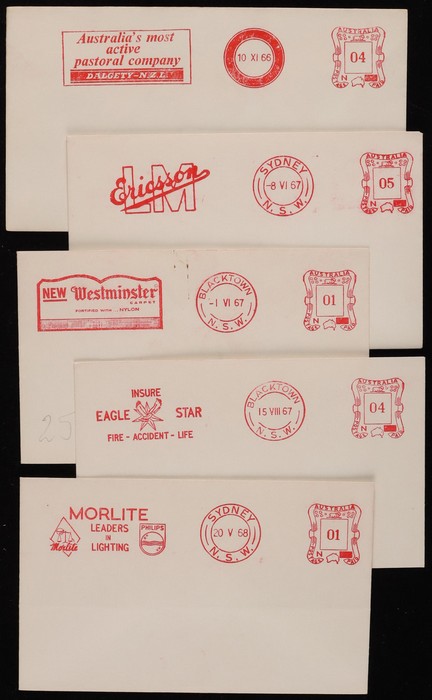 Australia's most
active
pastoral company
DALGETY-N.Z.L.
10 XI 66
AUSTRALIA
04
N
Ericsson
LM
SYDNEY
-8 VI 67
N. S. W.
AUSTRALIA
05
N
NEW Westminster
CARPET
FORTIFIED WITH NYLON
BLACKTOWN
-1 VI 67
N. S. W.
AUSTRALIA
01
N
25
INSURE
EAGLE STAR
FIRE - ACCIDENT - LIFE
BLACKTOWN
15 VIII 67
N. S. W.
AUSTRALIA
04
N
MORLITE
LEADERS
IN
LIGHTING
Morlite
PHILIPS
SYDNEY
20 V 68
N. S. W.
AUSTRALIA
01
N